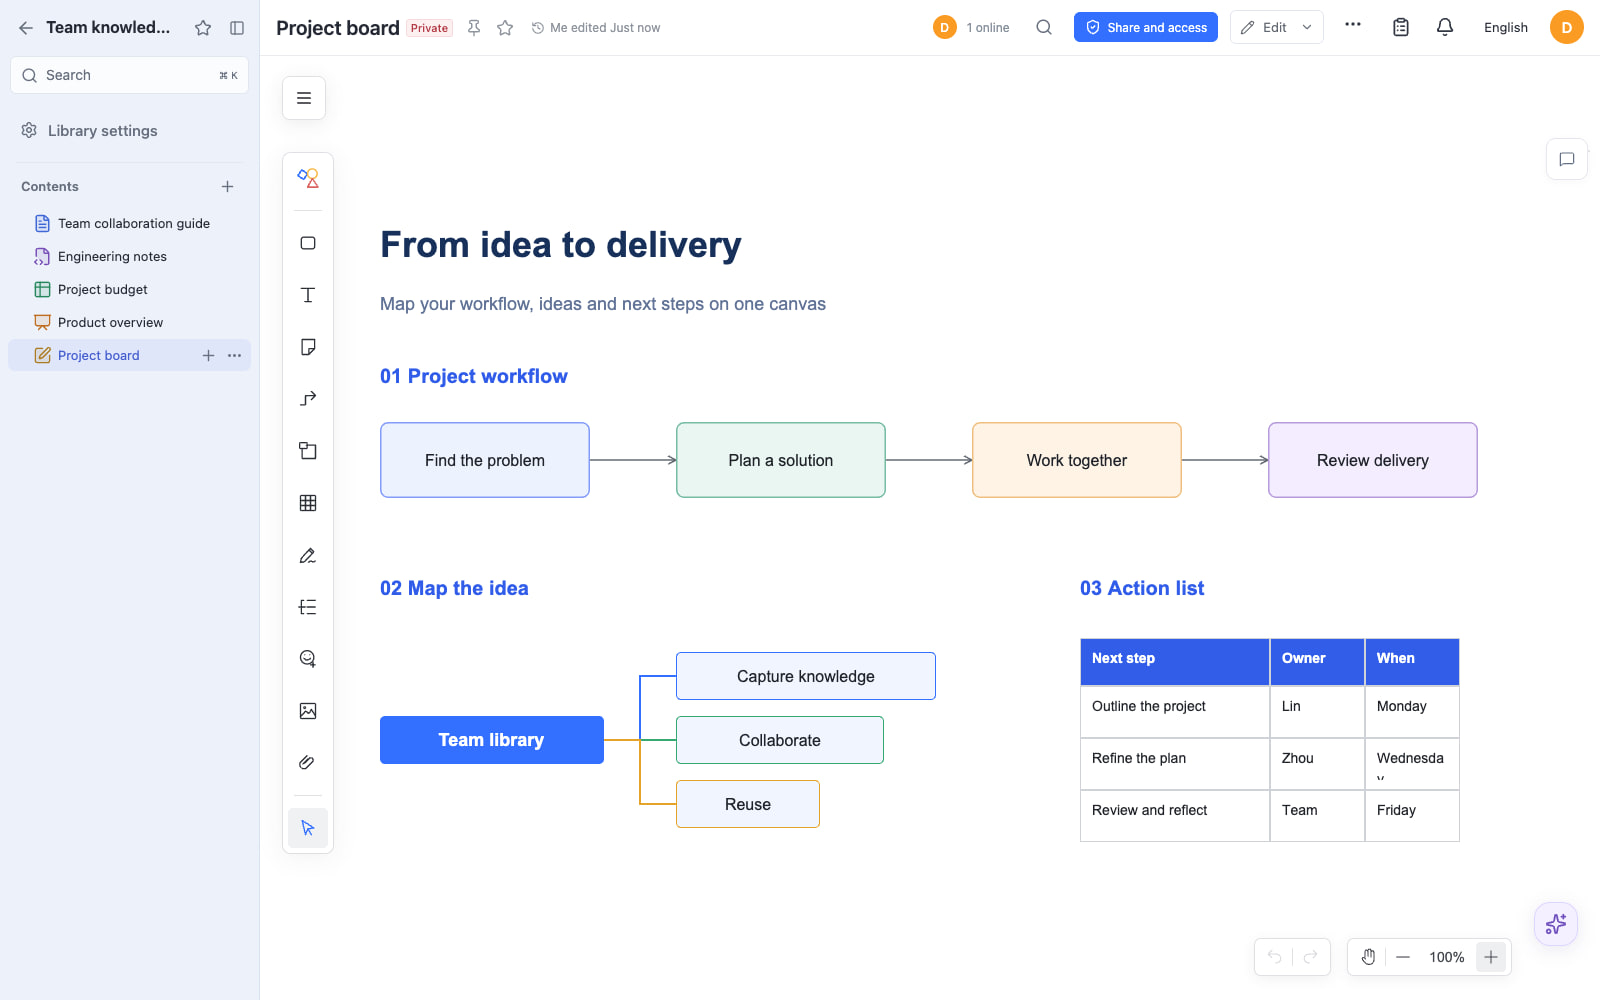 Team knowled...
Search
⌘ K
Library settings
Contents
Team collaboration guide
Engineering notes
Project budget
Product overview
Project board
Project board
Private
Me edited Just now
D
1 online
Share and access
Edit
English
D
From idea to delivery
Map your workflow, ideas and next steps on one canvas
01 Project workflow
Find the problem
Plan a solution
Work together
Review delivery
02 Map the idea
Team library
Capture knowledge
Collaborate
Reuse
03 Action list
Next step Owner When
Outline the project Lin Monday
Refine the plan Zhou Wednesda
y
Review and reflect Team Friday
100%